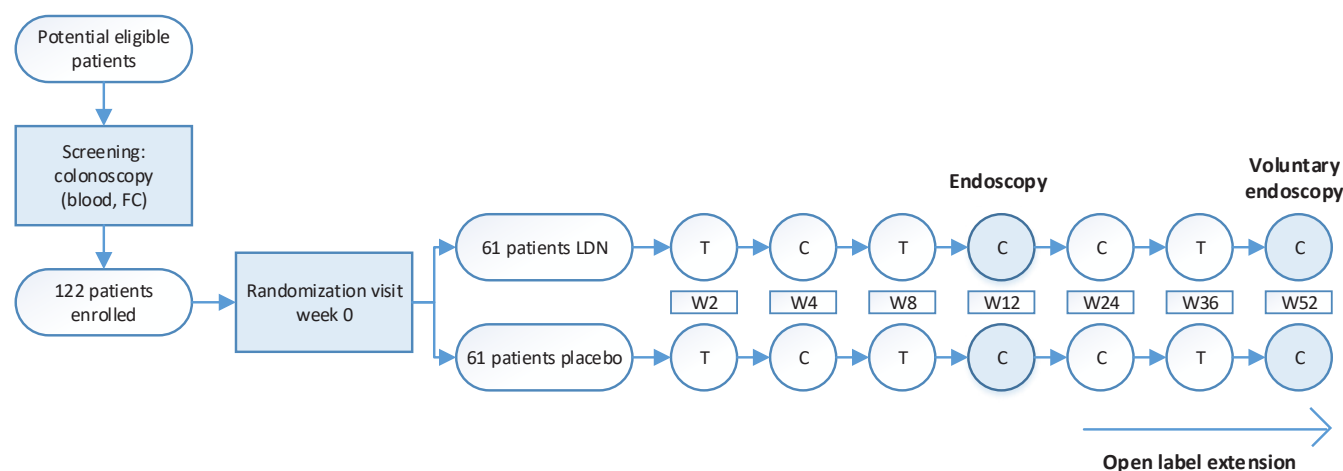 Potential eligible
patients
Screening:
colonoscopy
(blood, FC)
122 patients
enrolled
Randomization visit
week 0
61 patients LDN
61 patients placebo
Endoscopy
Voluntary
endoscopy
T C T C C T C
W2 W4 W8 W12 W24 W36 W52
T C T C C T C
Open label extension